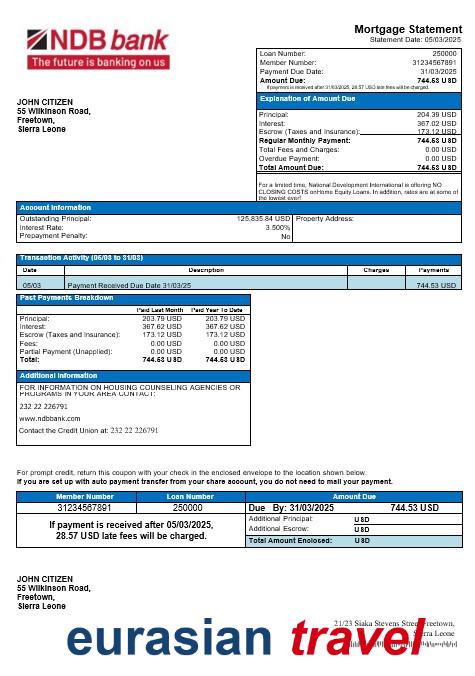 NDB bank
The future is banking on us
Mortgage Statement
Statement Date: 05/03/2025
Loan Number: 250000
Member Number: 31234567891
Payment Due Date: 31/03/2025
Amount Due: 744.53 USD
If payment is received after 31/03/2025, 28.57 USD late fees will be charged.
JOHN CITIZEN
55 Wilkinson Road,
Freetown,
Sierra Leone
Explanation of Amount Due
Principal: 204.39 USD
Interest: 367.02 USD
Escrow (Taxes and Insurance): 173.12 USD
Regular Monthly Payment: 744.53 USD
Total Fees and Charges: 0.00 USD
Overdue Payment: 0.00 USD
Total Amount Due: 744.53 USD
For a limited time, National Development International is offering NO
CLOSING COSTS on Home Equity Loans. In addition, rates are at some of
the lowest ever!
Account Information
Outstanding Principal: 125,835.84 USD Property Address:
Interest Rate: 3.500%
Prepayment Penalty: No
Transaction Activity (05/03 to 31/03)
Date Description Charges Payments
05/03 Payment Received Due Date 31/03/25 744.53 USD
Past Payments Breakdown
Paid Last Month Paid Year To Date
Principal: 203.79 USD 203.79 USD
Interest: 367.62 USD 367.62 USD
Escrow (Taxes and Insurance): 173.12 USD 173.12 USD
Fees: 0.00 USD 0.00 USD
Partial Payment (Unapplied): 0.00 USD 0.00 USD
Total: 744.53 USD 744.53 USD
Additional Information
FOR INFORMATION ON HOUSING COUNSELING AGENCIES OR
PROGRAMS IN YOUR AREA CONTACT:
232 22 226791
www.ndbbank.com
Contact the Credit Union at: 232 22 226791
For prompt credit, return this coupon with your check in the enclosed envelope to the location shown below.
If you are set up with auto payment transfer from your share account, you do not need to mail your payment.
Member Number Loan Number Amount Due
31234567891 250000 Due By: 31/03/2025 744.53 USD
If payment is received after 05/03/2025,
28.57 USD late fees will be charged.
Additional Principal: USD
Additional Escrow: USD
Total Amount Enclosed: USD
JOHN CITIZEN
55 Wilkinson Road,
Freetown,
Sierra Leone
21/23 Siaka Stevens Street Freetown,
Sierra Leone
eurasian travel